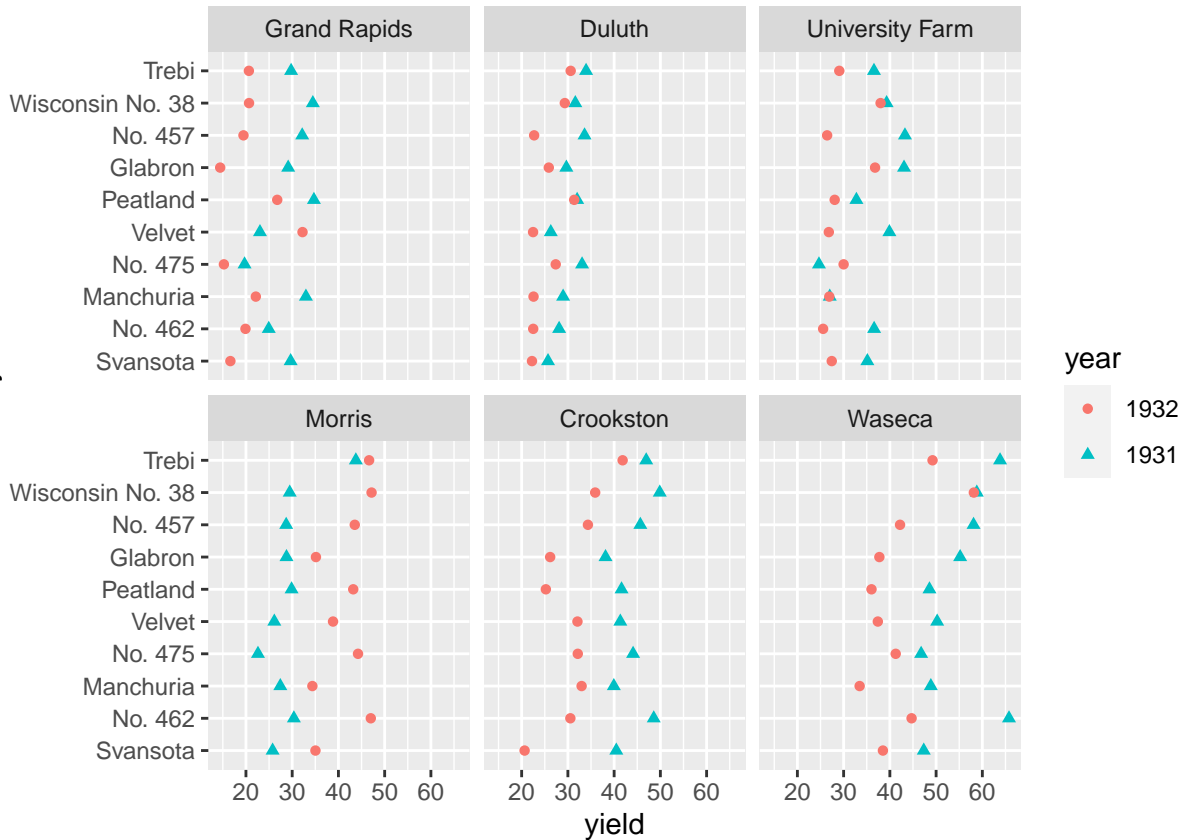 Grand Rapids Duluth University Farm
Trebi
Wisconsin No. 38
No. 457
Glabron
Peatland
Velvet
No. 475
Manchuria
No. 462
Svansota
year
1932
1931
Morris Crookston Waseca
Trebi
Wisconsin No. 38
No. 457
Glabron
Peatland
Velvet
No. 475
Manchuria
No. 462
Svansota
20 30 40 50 60 20 30 40 50 60 20 30 40 50 60
yield